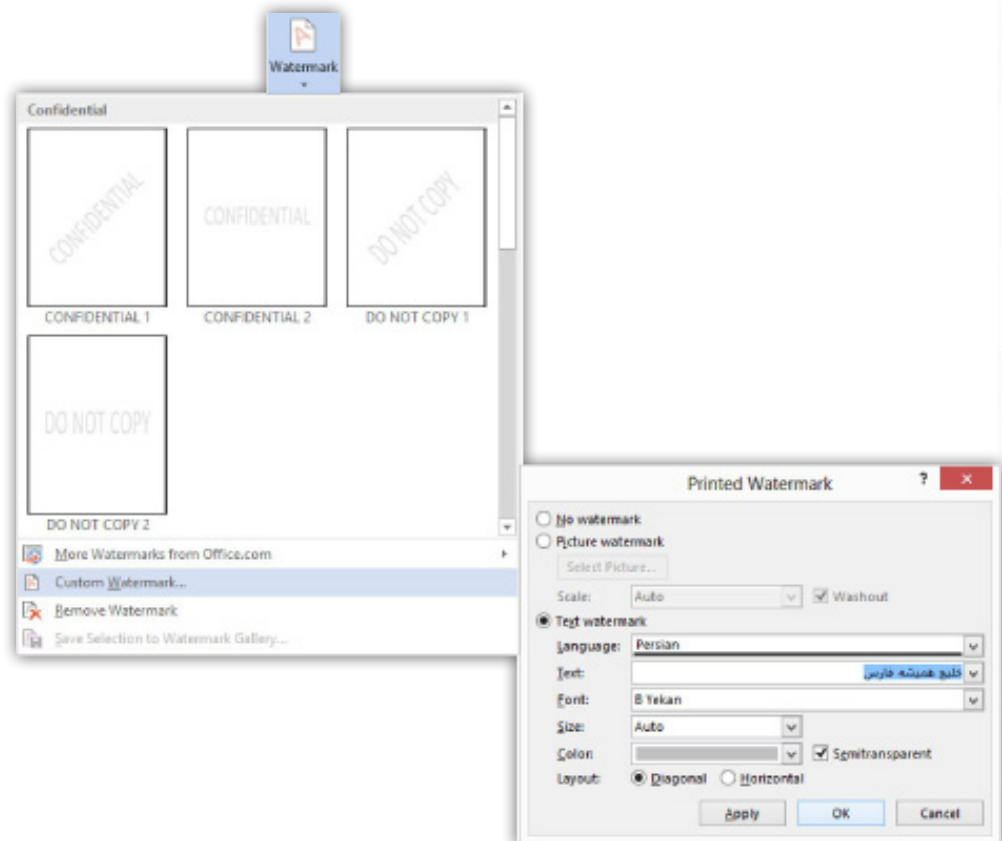 Watermark
Confidential
CONFIDENTIAL
CONFIDENTIAL
DO NOT COPY
CONFIDENTIAL 1
CONFIDENTIAL 2
DO NOT COPY 1
DO NOT COPY
DO NOT COPY 2
More Watermarks from Office.com
Custom Watermark...
Remove Watermark
Save Selection to Watermark Gallery...
Printed Watermark
?
No watermark
Picture watermark
Select Picture...
Scale: Auto Washout
Text watermark
Language: Persian
Text: خلیج همیشه فارس
Font: B Yekan
Size: Auto
Color: Semitransparent
Layout: Diagonal Horizontal
Apply OK Cancel